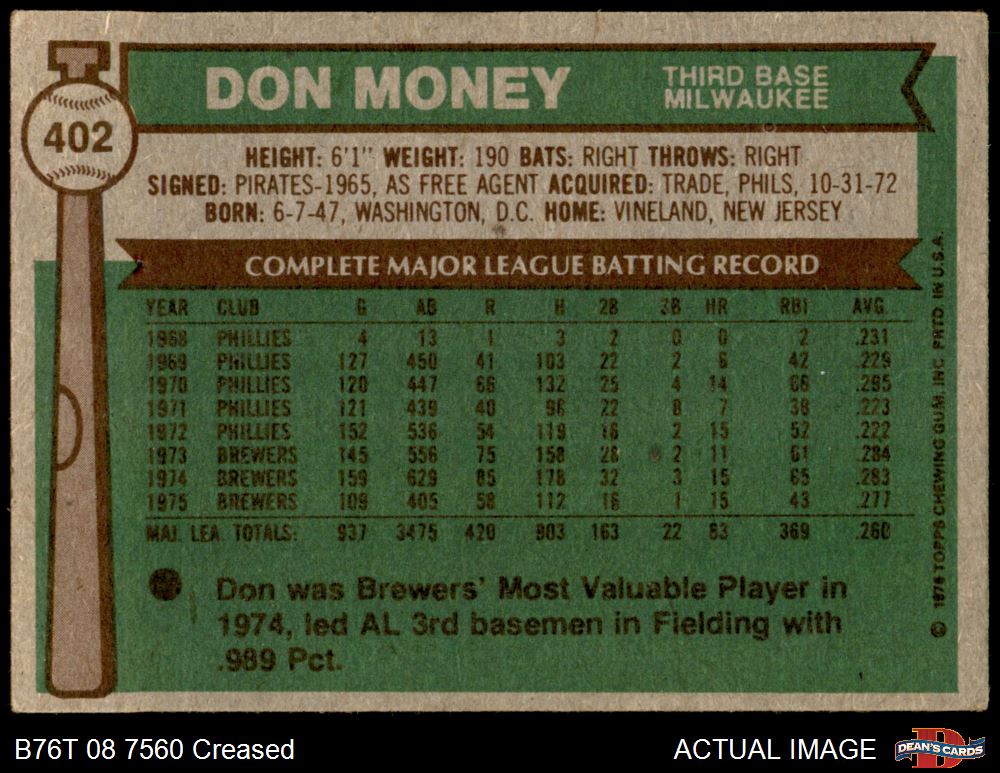 402
DON MONEY
THIRD BASE
MILWAUKEE
HEIGHT: 6'1" WEIGHT: 190 BATS: RIGHT THROWS: RIGHT
SIGNED: PIRATES-1965, AS FREE AGENT ACQUIRED: TRADE, PHILS, 10-31-72
BORN: 6-7-47, WASHINGTON, D.C. HOME: VINELAND, NEW JERSEY
COMPLETE MAJOR LEAGUE BATTING RECORD
YEAR CLUB G AB R H 2B 3B HR RBI AVG.
1968 PHILLIES 4 13 1 3 2 0 0 2 .231
1969 PHILLIES 127 450 41 103 22 2 6 42 .229
1970 PHILLIES 120 447 66 132 25 4 14 66 .295
1971 PHILLIES 121 439 40 98 22 8 7 38 .223
1972 PHILLIES 152 536 54 119 16 2 15 52 .222
1973 BREWERS 145 556 75 158 28 2 11 61 .284
1974 BREWERS 159 629 85 178 32 3 15 65 .283
1975 BREWERS 109 405 58 112 16 1 15 43 .277
MAJ. LEA. TOTALS: 937 3475 420 903 163 22 83 369 .260
Don was Brewers' Most Valuable Player in
1974, led AL 3rd basemen in Fielding with
.989 Pct.
© 1976 TOPPS CHEWING GUM, INC. PRTD. IN U.S.A.
B76T 08 7560 Creased
ACTUAL IMAGE
D
DEAN'S CARDS